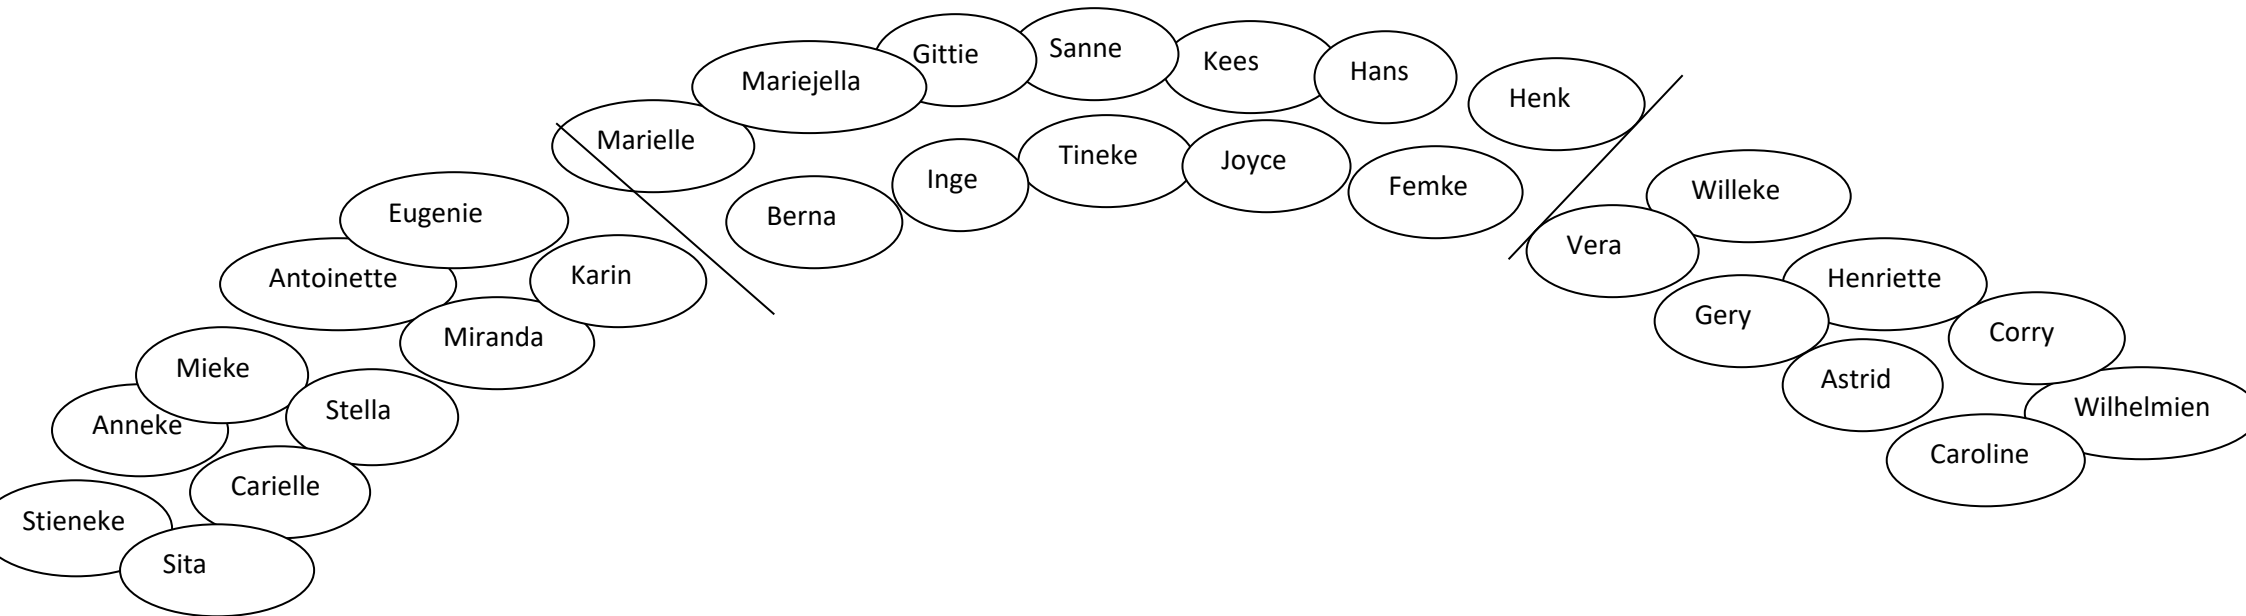 Sanne
Gittie
Kees
Hans
Mariejella
Henk
Marielle
Tineke
Joyce
Inge
Femke
Willeke
Eugenie
Berna
Vera
Karin
Antoinette
Henriette
Gery
Miranda
Corry
Mieke
Astrid
Stella
Wilhelmien
Anneke
Caroline
Carielle
Stieneke
Sita